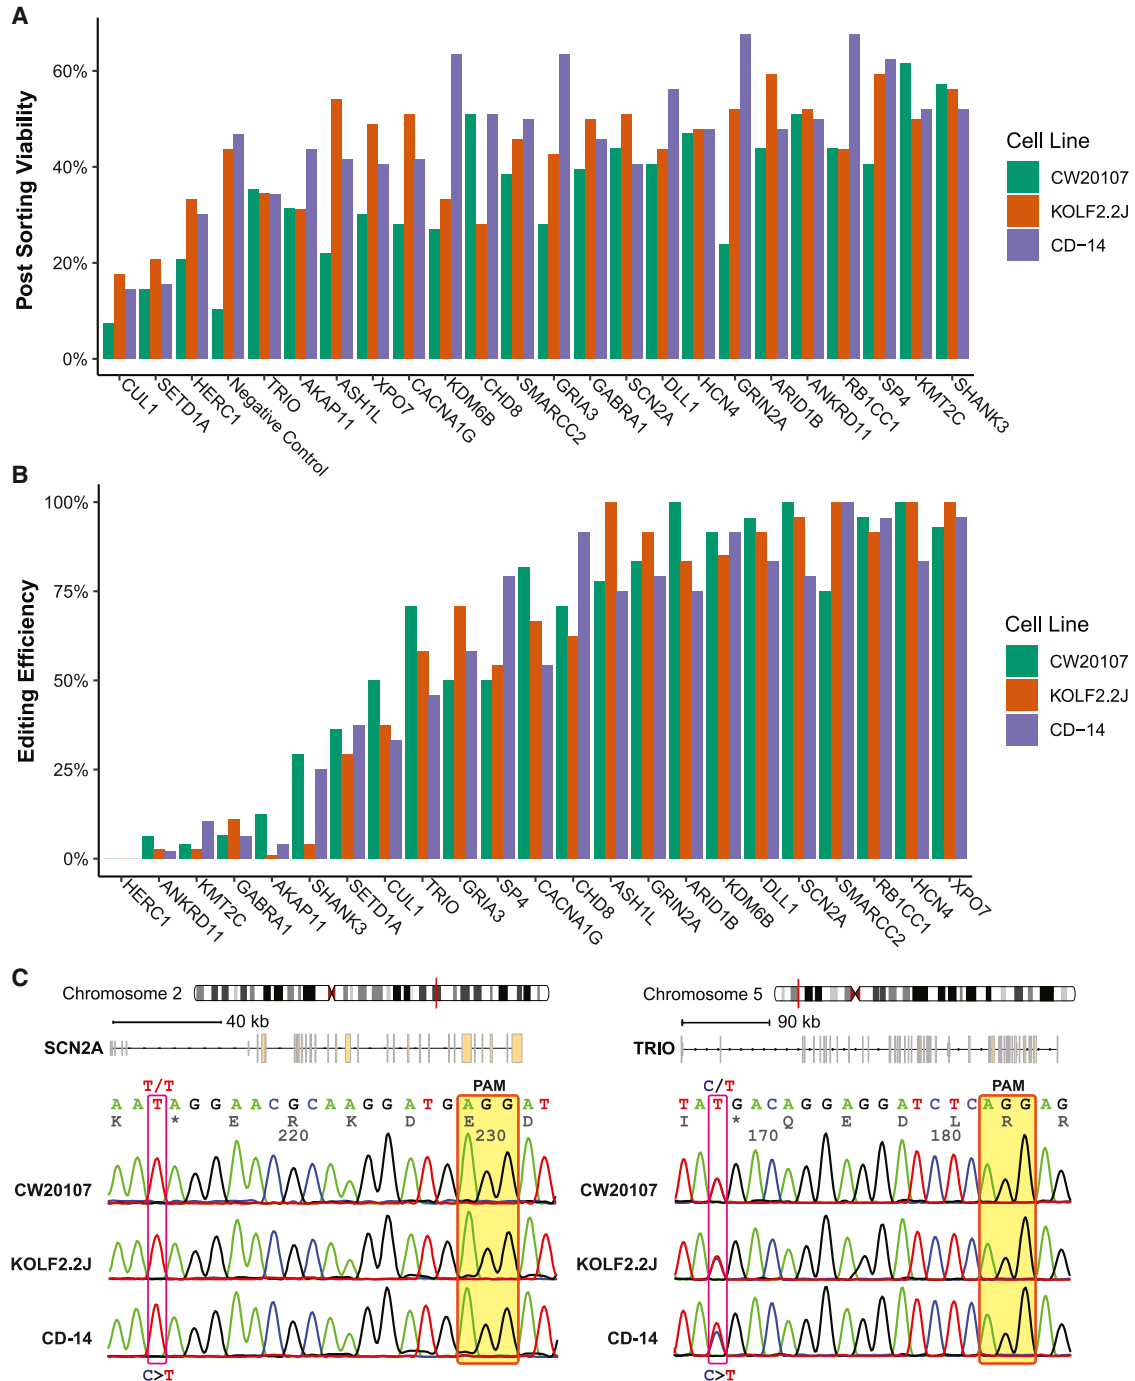 A
Post Sorting Viability
60%
40%
20%
0%
CUL1
SETD1A
HERC1
Negative Control
TRIO
AKAP11
ASH1L
XPO7
CACNA1G
KDM6B
CHD8
SMARCC2
GRIA3
GABRA1
SCN2A
DLL1
HCN4
GRIN2A
ARID1B
ANKRD11
RB1CC1
SP4
KMT2C
SHANK3
Cell Line
CW20107
KOLF2.2J
CD−14
B
Editing Efficiency
100%
75%
50%
25%
0%
HERC1
ANKRD11
KMT2C
GABRA1
AKAP11
SHANK3
SETD1A
CUL1
TRIO
GRIA3
SP4
CACNA1G
CHD8
ASH1L
GRIN2A
ARID1B
KDM6B
DLL1
SCN2A
SMARCC2
RB1CC1
HCN4
XPO7
Cell Line
CW20107
KOLF2.2J
CD−14
C
Chromosome 2
40 kb
SCN2A
T/T
PAM
A A T A G G A A C G C A A G G A T G A G G A T
K * E R K D E D
220 230
CW20107
KOLF2.2J
CD-14
C>T
Chromosome 5
90 kb
TRIO
C/T
PAM
T A T G A C A G G A G G A T C T C A G G A G
I * Q E D L R R
170 180
CW20107
KOLF2.2J
CD-14
C>T